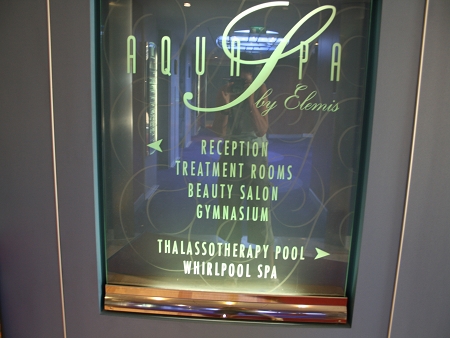 AQUA SPA
by Elemis
RECEPTION
TREATMENT ROOMS
BEAUTY SALON
GYMNASIUM
THALASSOTHERAPY POOL
WHIRLPOOL SPA